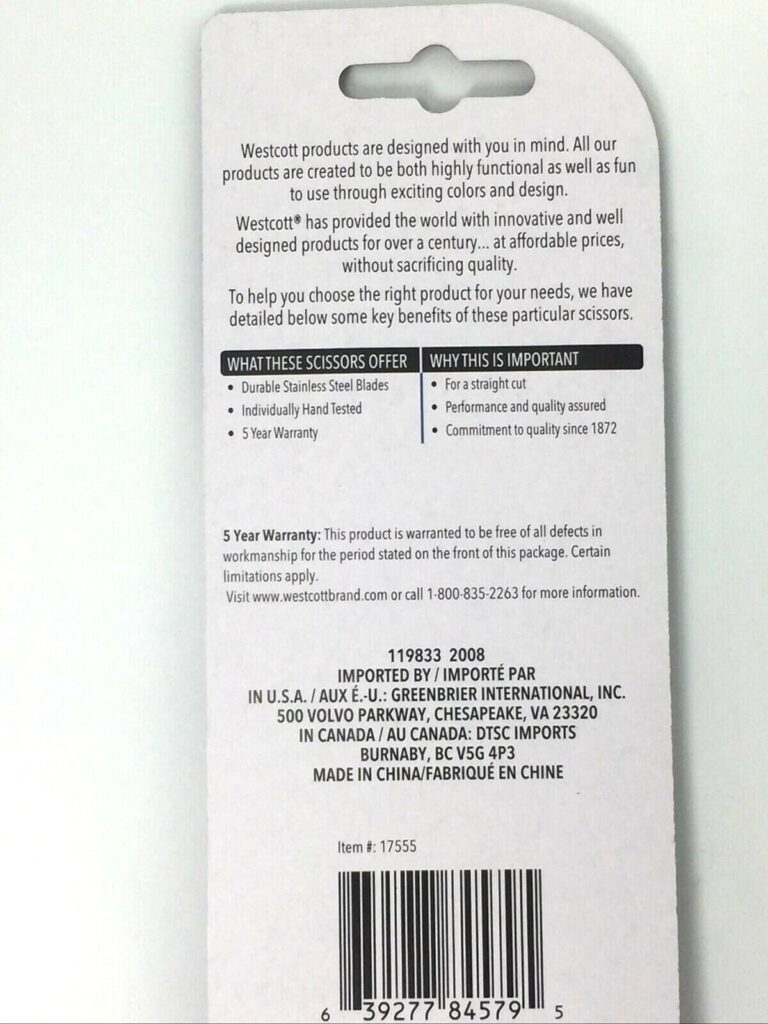 Westcott products are designed with you in mind. All our
products are created to be both highly functional as well as fun
to use through exciting colors and design.
Westcott® has provided the world with innovative and well
designed products for over a century... at affordable prices,
without sacrificing quality.
To help you choose the right product for your needs, we have
detailed below some key benefits of these particular scissors.
WHAT THESE SCISSORS OFFER
• Durable Stainless Steel Blades
• Individually Hand Tested
• 5 Year Warranty
WHY THIS IS IMPORTANT
• For a straight cut
• Performance and quality assured
• Commitment to quality since 1872
5 Year Warranty: This product is warranted to be free of all defects in
workmanship for the period stated on the front of this package. Certain
limitations apply.
Visit www.westcottbrand.com or call 1-800-835-2263 for more information.
119833 2008
IMPORTED BY / IMPORTÉ PAR
IN U.S.A. / AUX É.-U.: GREENBRIER INTERNATIONAL, INC.
500 VOLVO PARKWAY, CHESAPEAKE, VA 23320
IN CANADA / AU CANADA: DTSC IMPORTS
BURNABY, BC V5G 4P3
MADE IN CHINA/FABRIQUÉ EN CHINE
Item #: 17555
6 39277 84579 5